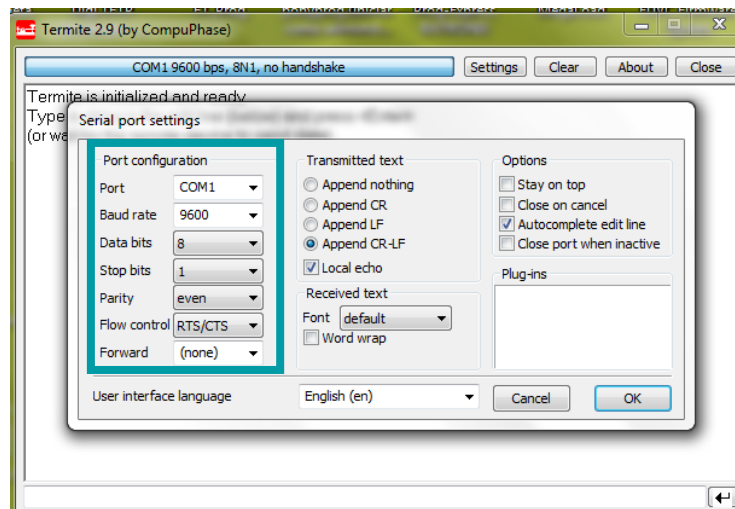 Termite 2.9 (by CompuPhase)
COM1 9600 bps, 8N1, no handshake
Settings
Clear
About
Close
Termite is initialized and ready
Type
(or
Serial port settings
Port configuration
Port COM1
Baud rate 9600
Data bits 8
Stop bits 1
Parity even
Flow control RTS/CTS
Forward (none)
Transmitted text
Append nothing
Append CR
Append LF
Append CR-LF
Local echo
Received text
Font default
Word wrap
Options
Stay on top
Close on cancel
Autocomplete edit line
Close port when inactive
Plug-ins
User interface language English (en)
Cancel
OK